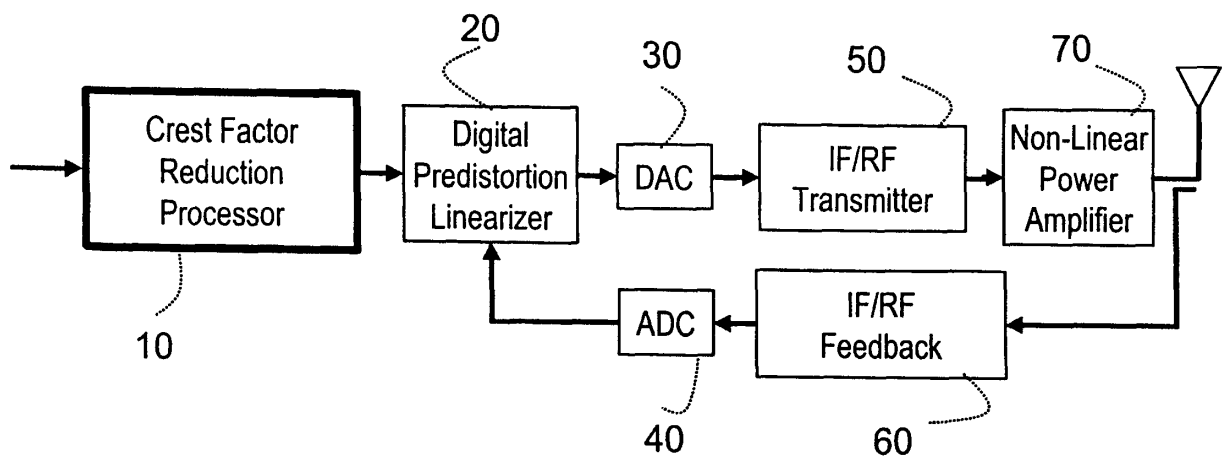 20
30
50
70
Crest Factor
Reduction
Processor
Digital
Predistortion
Linearizer
DAC
IF/RF
Transmitter
Non-Linear
Power
Amplifier
10
ADC
40
IF/RF
Feedback
60